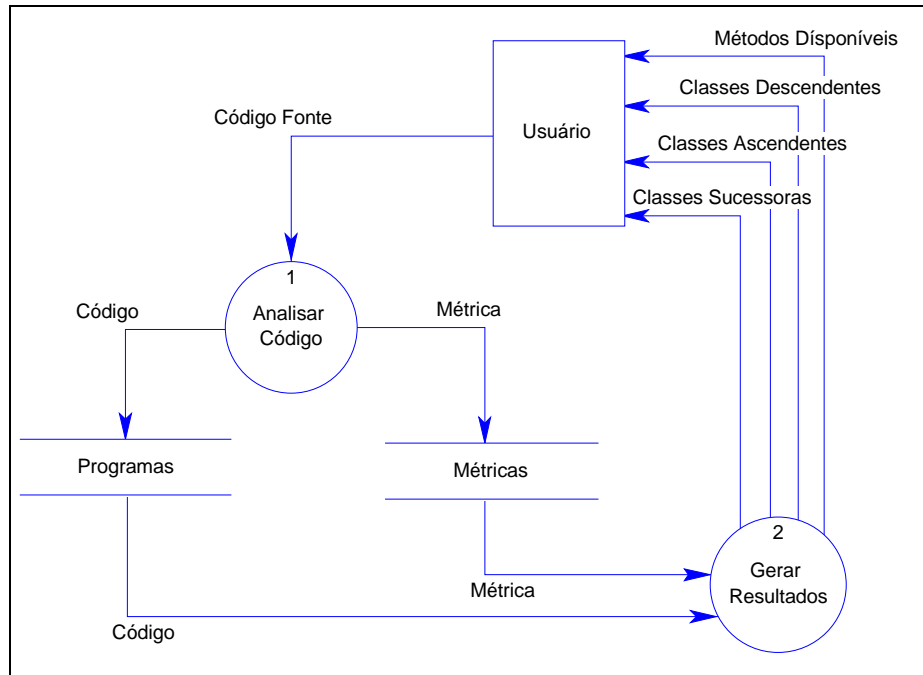 Métodos Dísponíveis
Classes Descendentes
Código Fonte
Usuário
Classes Ascendentes
Classes Sucessoras
1
Analisar
Código
Código
Métrica
Programas
Métricas
2
Gerar
Resultados
Métrica
Código